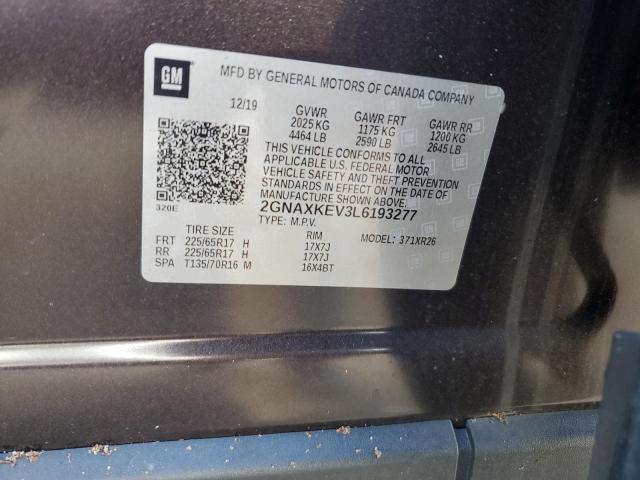 GM
MFD BY GENERAL MOTORS OF CANADA COMPANY
12/19 GVWR GAWR FRT GAWR RR
2025 KG 1175 KG 1200 KG
4464 LB 2590 LB 2645 LB
THIS VEHICLE CONFORMS TO ALL
APPLICABLE U.S. FEDERAL MOTOR
VEHICLE SAFETY AND THEFT PREVENTION
STANDARDS IN EFFECT ON THE DATE OF
MANUFACTURE SHOWN ABOVE.
2GNAXKEV3L6193277
320E
TYPE: M.P.V.
MODEL: 371XR26
TIRE SIZE RIM
FRT 225/65R17 H 17X7J
RR 225/65R17 H 17X7J
SPA T135/70R16 M 16X4BT